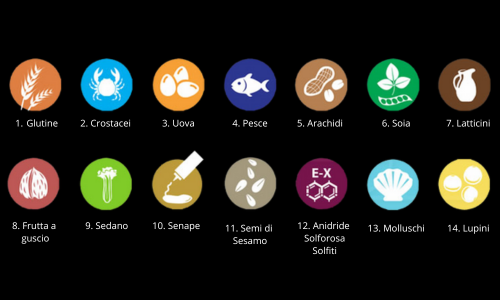 1. Glutine
2. Crostacei
3. Uova
4. Pesce
5. Arachidi
6. Soia
7. Latticini
E-X
8. Frutta a
guscio
9. Sedano
10. Senape
11. Semi di
Sesamo
12. Anidride
Solforosa
Solfiti
13. Molluschi
14. Lupini